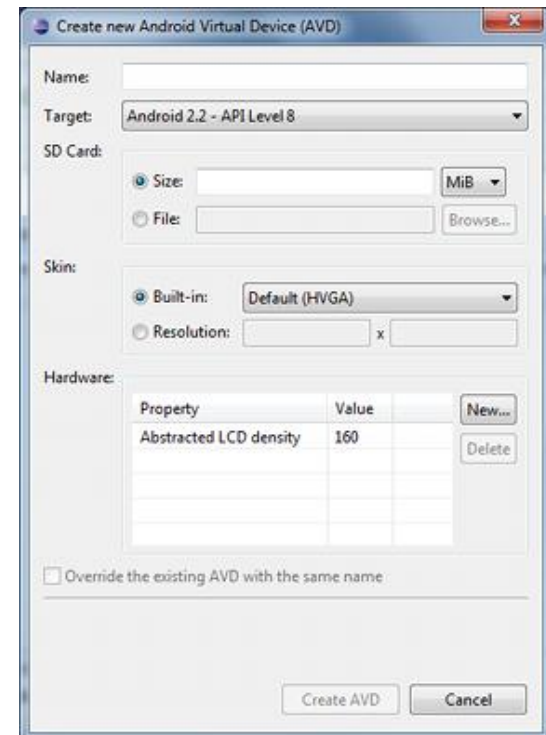 Create new Android Virtual Device (AVD)
Name:
Target: Android 2.2 - API Level 8
SD Card:
Size: MiB
File: Browse...
Skin:
Built-in: Default (HVGA)
Resolution: x
Hardware:
Property Value New...
Abstracted LCD density 160 Delete
Override the existing AVD with the same name
Create AVD Cancel